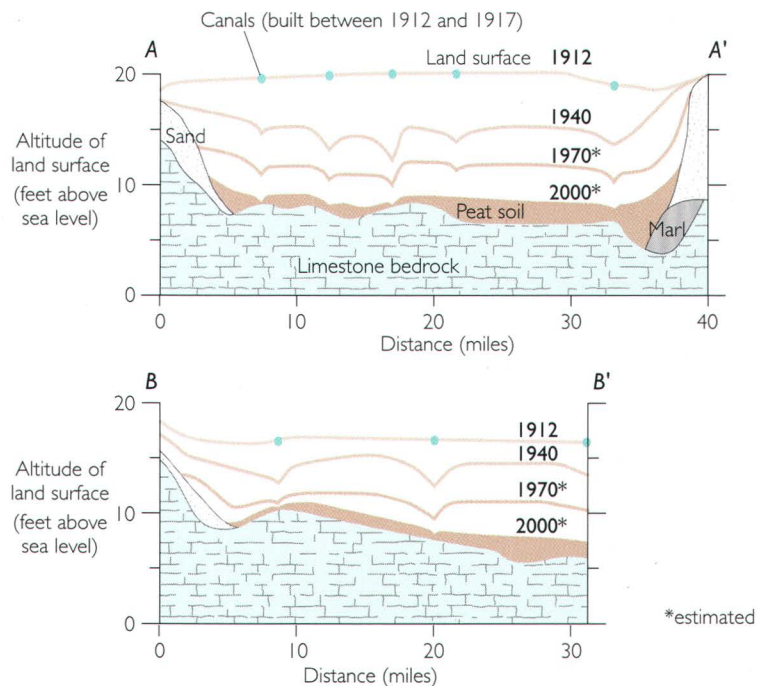 Canals (built between 1912 and 1917)
A
A'
Land surface 1912
20
Altitude of
land surface
(feet above
sea level)
10
0
Sand
1940
1970*
2000*
Peat soil
Marl
Limestone bedrock
0 10 20 30 40
Distance (miles)
B
B'
20
Altitude of
land surface
(feet above
sea level)
10
0
1912
1940
1970*
2000*
*estimated
0 10 20 30
Distance (miles)